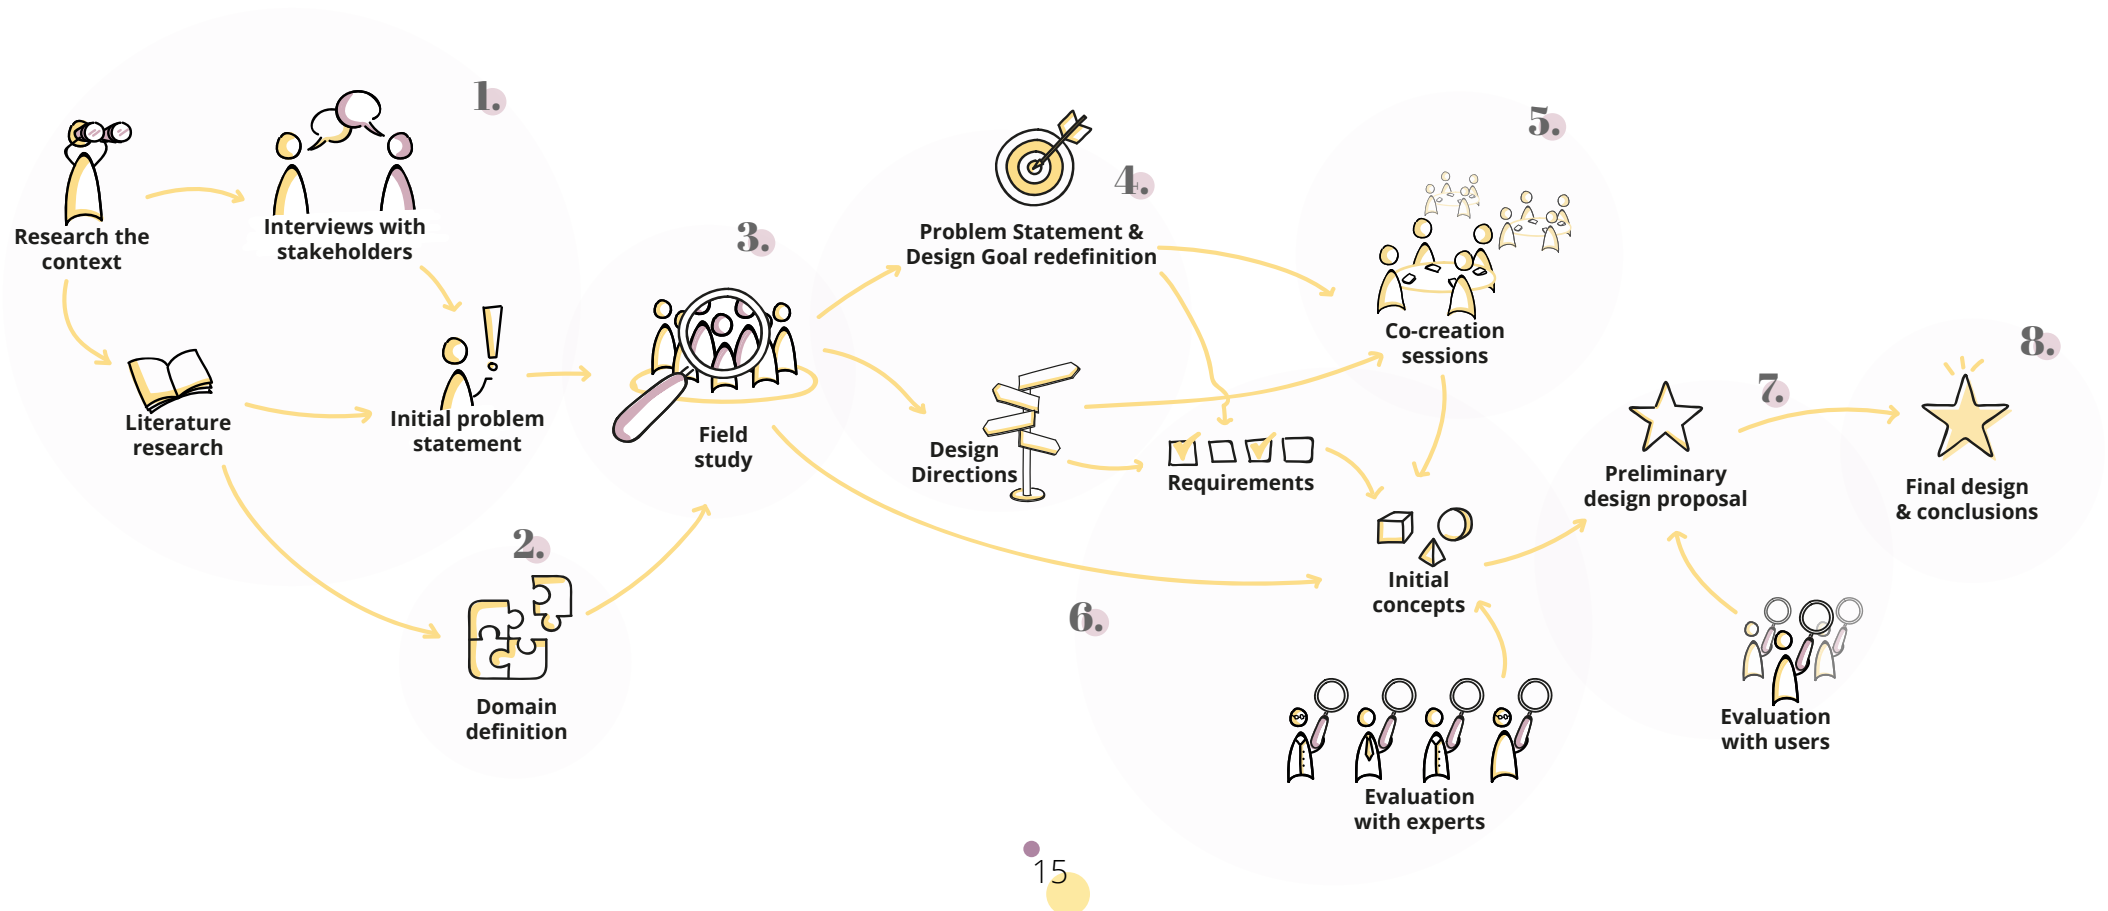 1.
Research the
context
Interviews with
stakeholders
Literature
research
Initial problem
statement
2.
Domain
definition
3.
Field
study
4.
Problem Statement &
Design Goal redefinition
Design
Directions
Requirements
5.
Co-creation
sessions
6.
Initial
concepts
Evaluation
with experts
7.
Preliminary
design proposal
Evaluation
with users
8.
Final design
& conclusions
15